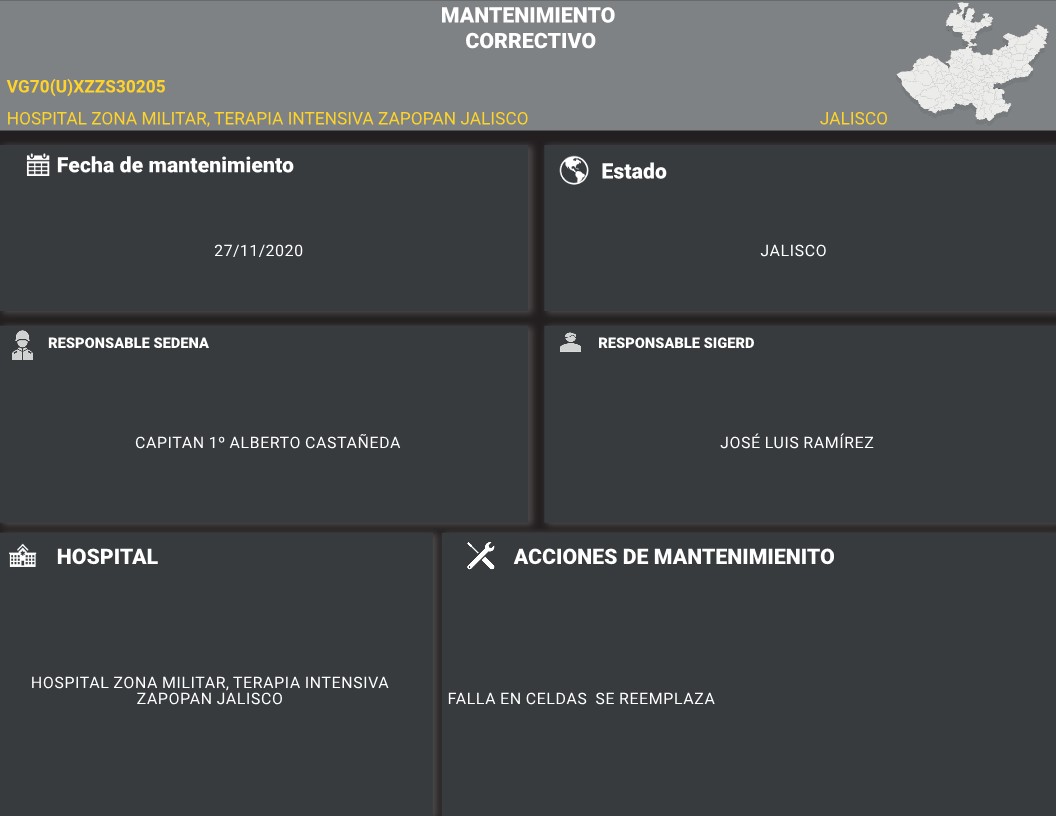 MANTENIMIENTO
CORRECTIVO
VG70(U)XZZS30205
HOSPITAL ZONA MILITAR, TERAPIA INTENSIVA ZAPOPAN JALISCO
JALISCO
Fecha de mantenimiento
27/11/2020
Estado
JALISCO
RESPONSABLE SEDENA
CAPITAN 1º ALBERTO CASTAÑEDA
RESPONSABLE SIGERD
JOSÉ LUIS RAMÍREZ
HOSPITAL
HOSPITAL ZONA MILITAR, TERAPIA INTENSIVA
ZAPOPAN JALISCO
ACCIONES DE MANTENIMIENITO
FALLA EN CELDAS  SE REEMPLAZA